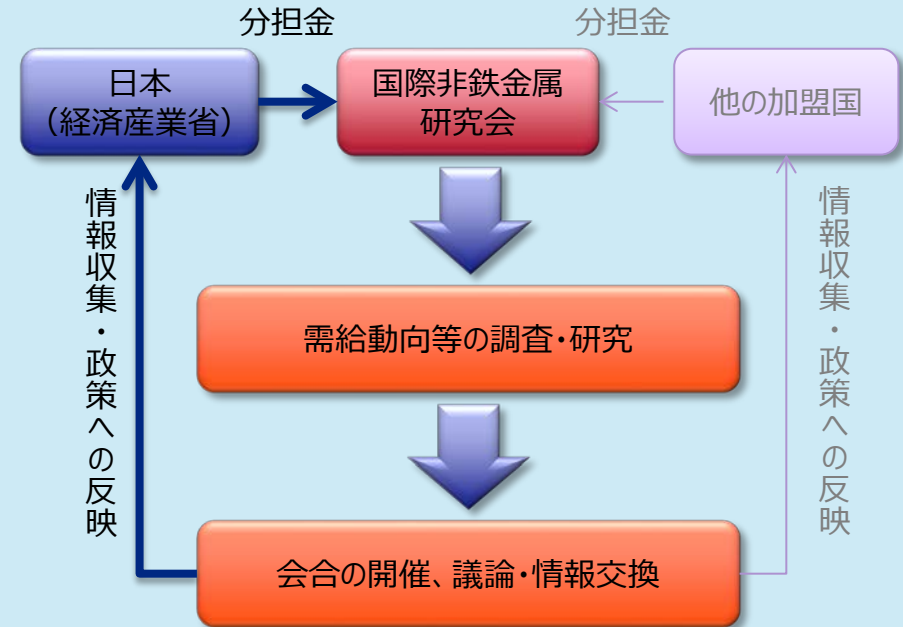 分担金
分担金
日本
（経済産業省）
国際非鉄金属
研究会
他の加盟国
情報収集・政策への反映
情報収集・政策への反映
需給動向等の調査・研究
会合の開催、議論・情報交換